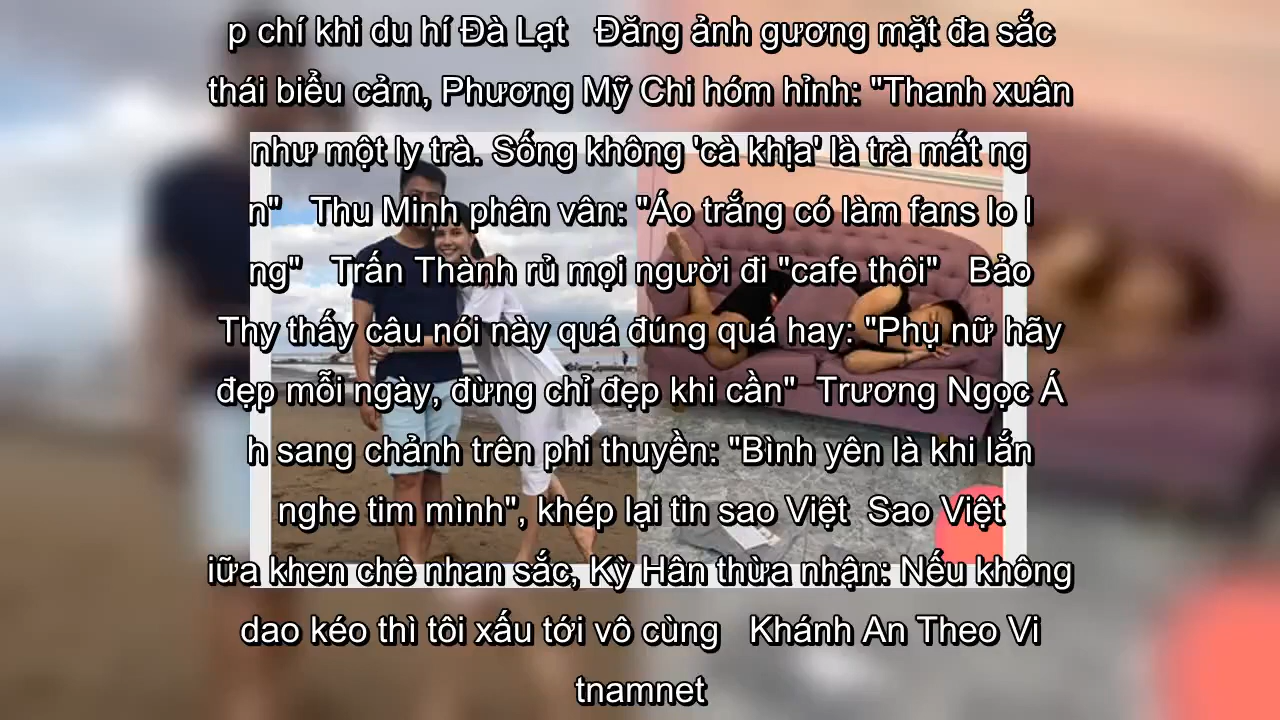 p chí khi du hí Đà Lạt   Đăng ảnh gương mặt đa sắc
thái biểu cảm, Phương Mỹ Chi hóm hỉnh: "Thanh xuân
như một ly trà. Sống không 'cà khịa' là trà mất ng
n"   Thu Minh phân vân: "Áo trắng có làm fans lo l
ng"   Trấn Thành rủ mọi người đi "cafe thôi"   Bảo
Thy thấy câu nói này quá đúng quá hay: "Phụ nữ hãy
đẹp mỗi ngày, đừng chỉ đẹp khi cần"  Trương Ngọc Á
h sang chảnh trên phi thuyền: "Bình yên là khi lắn
nghe tim mình", khép lại tin sao Việt  Sao Việt
iữa khen chê nhan sắc, Kỳ Hân thừa nhận: Nếu không
dao kéo thì tôi xấu tới vô cùng   Khánh An Theo Vi
tnamnet